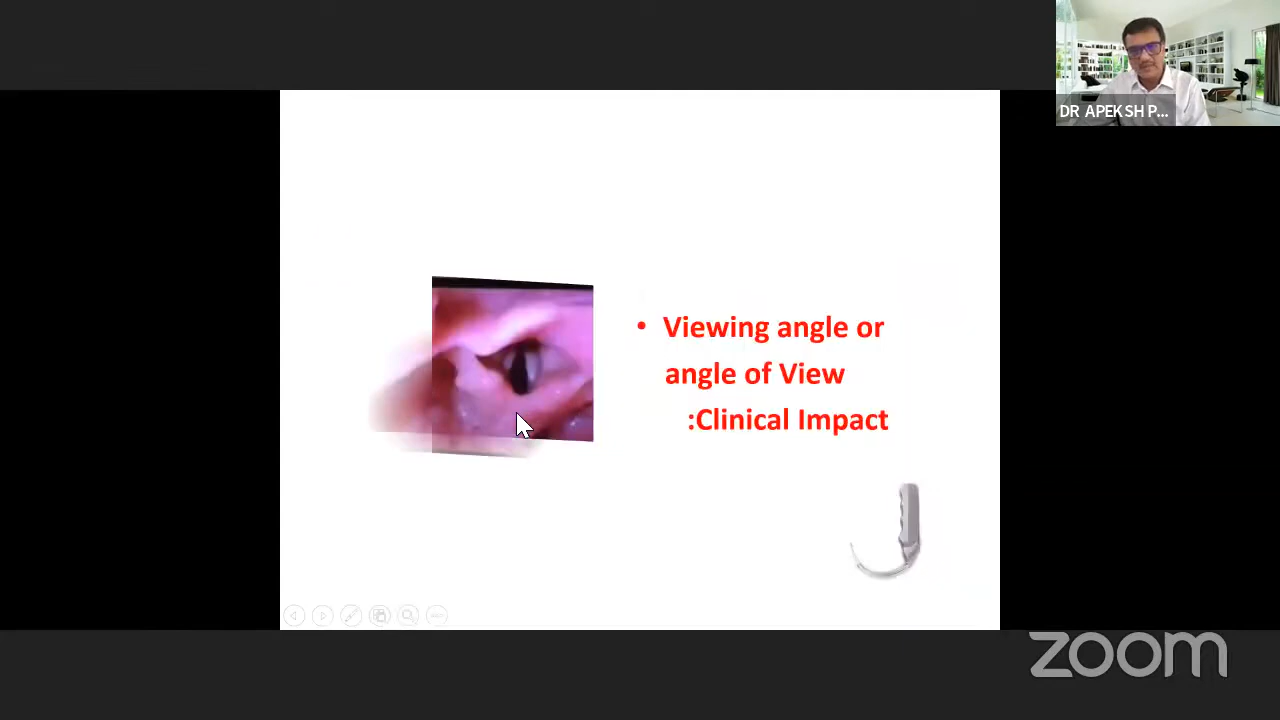 DR APEKSH P...
• Viewing angle or
angle of View
:Clinical Impact
zoom